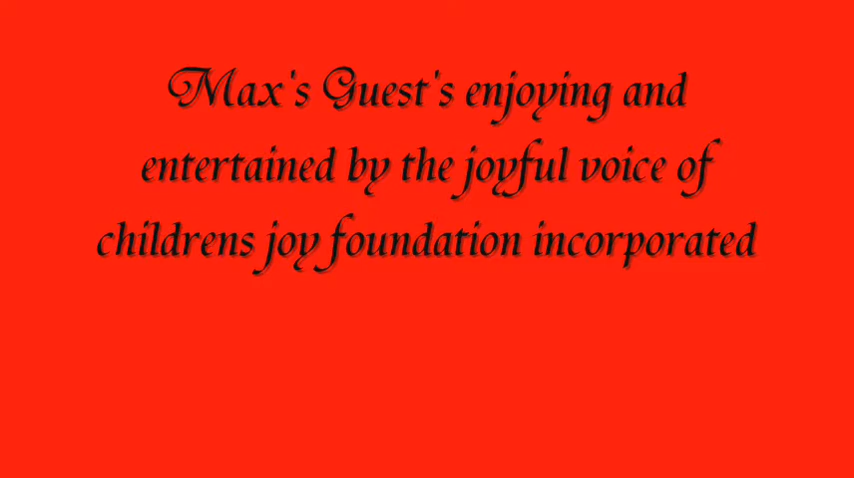 Max's Guest's enjoying and
entertained by the joyful voice of
childrens joy foundation incorporated